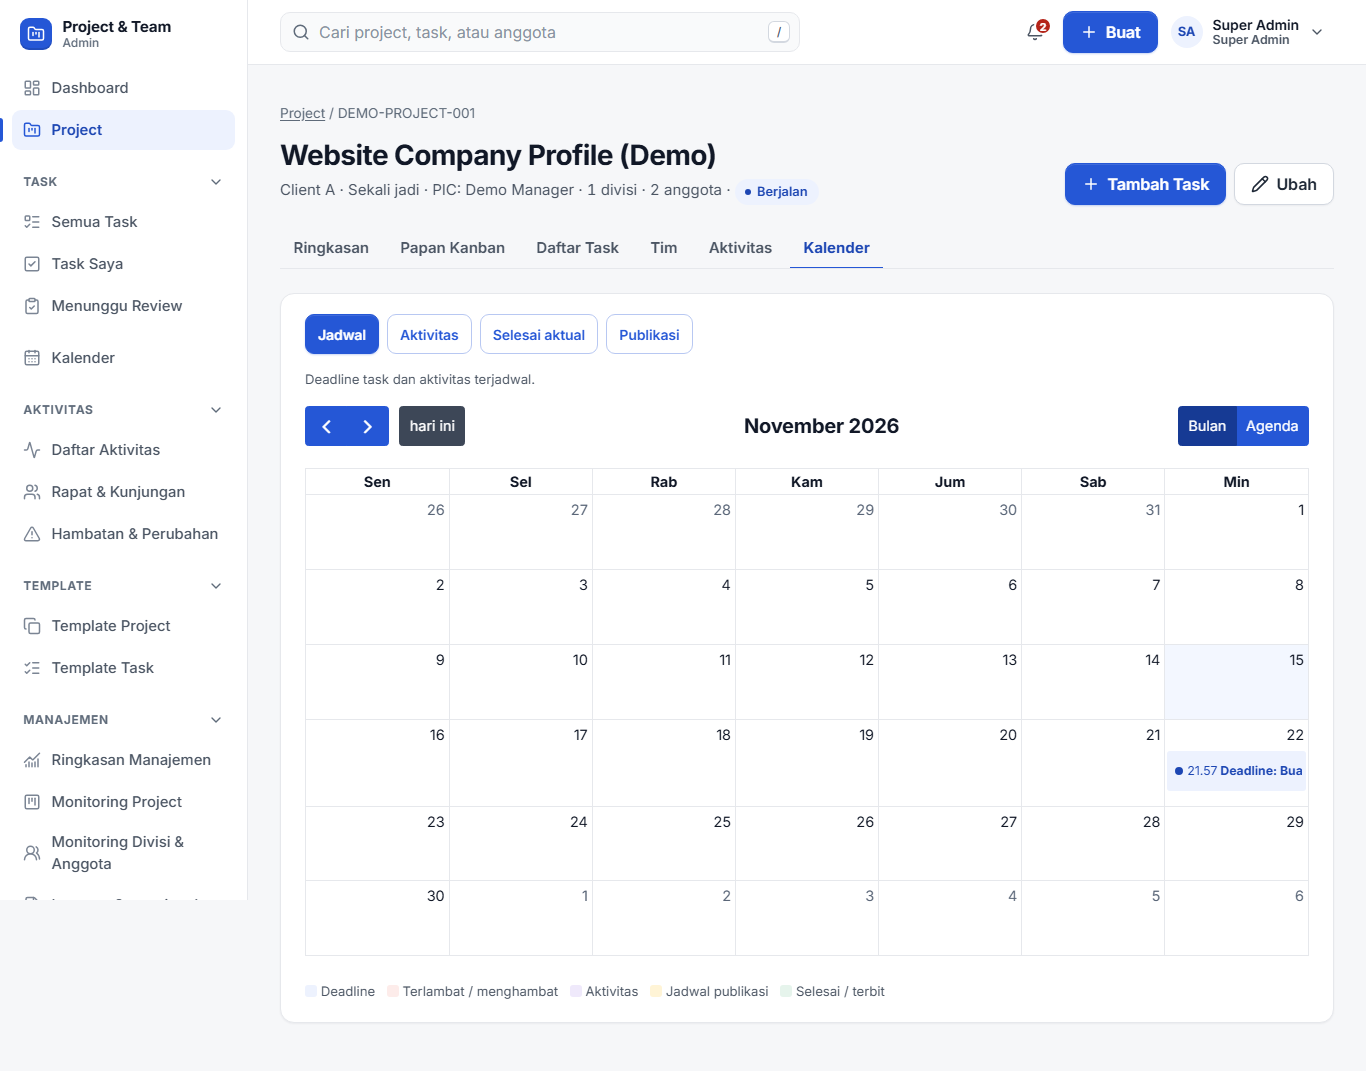 Project & Team
Admin
Dashboard
Project
TASK
Semua Task
Task Saya
Menunggu Review
Kalender
AKTIVITAS
Daftar Aktivitas
Rapat & Kunjungan
Hambatan & Perubahan
TEMPLATE
Template Project
Template Task
MANAJEMEN
Ringkasan Manajemen
Monitoring Project
Monitoring Divisi &
Anggota
Cari project, task, atau anggota /
2
+ Buat
SA
Super Admin
Super Admin
Project / DEMO-PROJECT-001
Website Company Profile (Demo)
Client A · Sekali jadi · PIC: Demo Manager · 1 divisi · 2 anggota · Berjalan
+ Tambah Task
Ubah
Ringkasan Papan Kanban Daftar Task Tim Aktivitas Kalender
Jadwal Aktivitas Selesai aktual Publikasi
Deadline task dan aktivitas terjadwal.
hari ini
November 2026
Bulan Agenda
Sen Sel Rab Kam Jum Sab Min
26 27 28 29 30 31 1
2 3 4 5 6 7 8
9 10 11 12 13 14 15
16 17 18 19 20 21 22
21.57 Deadline: Bua
23 24 25 26 27 28 29
30 1 2 3 4 5 6
Deadline Terlambat / menghambat Aktivitas Jadwal publikasi Selesai / terbit